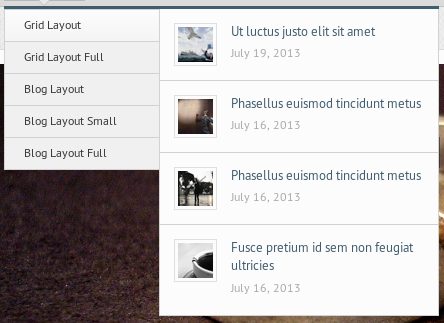 Grid Layout
Grid Layout Full
Blog Layout
Blog Layout Small
Blog Layout Full
Ut luctus justo elit sit amet
July 19, 2013
Phasellus euismod tincidunt metus
July 16, 2013
Phasellus euismod tincidunt metus
July 16, 2013
Fusce pretium id sem non feugiat
ultricies
July 16, 2013